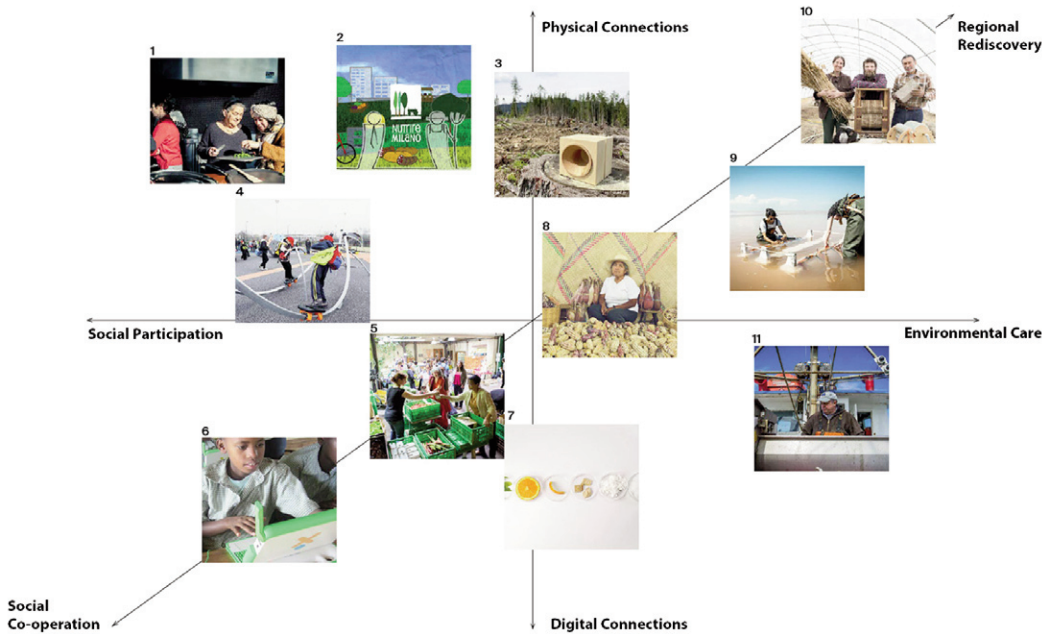 Physical Connections
Regional
Rediscovery
1
2
3
10
NUTRIRE
MILANO
9
4
8
Social Participation
Environmental Care
5
11
7
6
Social
Co-operation
Digital Connections